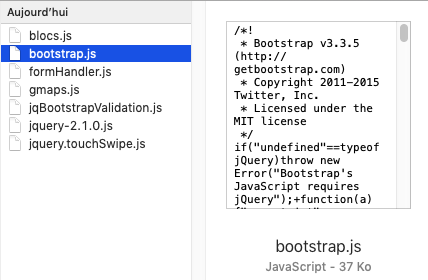 Aujourd’hui
blocs.js
bootstrap.js
formHandler.js
gmaps.js
jqBootstrapValidation.js
jquery-2.1.0.js
jquery.touchSwipe.js
/*!
* Bootstrap v3.3.5
(http://
getbootstrap.com)
* Copyright 2011-2015
Twitter, Inc.
* Licensed under the
MIT license
*/
if("undefined"==typeof
jQuery)throw new
Error("Bootstrap's
JavaScript requires
jQuery");+function(a)
bootstrap.js
JavaScript - 37 Ko